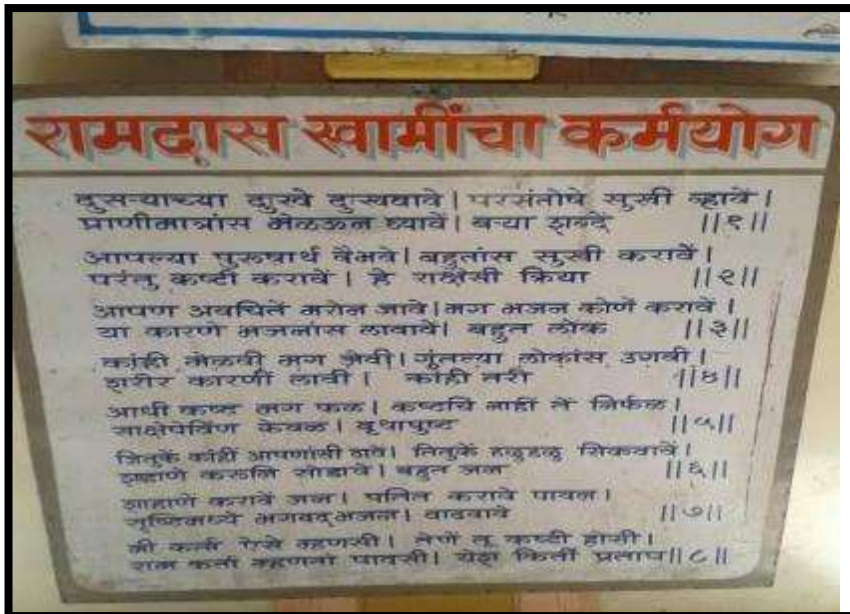 रामदास स्वामींचा कर्मयोग
दुसऱ्याच्या दुःखे दुःखवावे | परसंतोषे सुखी व्हावे |
प्राणीमात्रांस मेळऊन घ्यावें | बऱ्या शब्दें ||१||
आपल्या पुरुषार्थ वैभवे | बहुतांस सुखी करावें |
परंतु कष्टी करावें | हे राक्षेसी क्रिया ||२||
आपण अवचितें मरोन जावे | मग भजन कोणें करावे |
या कारणे भजनांस लावावें | बहुत लोक ||३||
कांही मेळवी मग जेवी | गुंतल्या लोकांस उगवी |
शरीर कारणीं लावी | कांही तरी ||४||
आधी कष्ट मग फळ | कष्टचि नाहीं तें निर्फळ |
साक्षेपेंविण केवळ | वृथापुष्ट ||५||
जितुकें कांहीं आपणांसी ठावे | तितुकें हळुहळु सिकवावें |
शहाणे करूनि सोडावे | बहुत जन ||६||
शहाणे करावें जन | पतित करावे पावन |
सृष्टिमध्यें भगवद्भजन | वाढवावे ||७||
मी कर्ता ऐसे म्हणसी | तेणें तू कष्टी होसी |
राम कर्ता म्हणतां पावसी | येश किर्ती प्रताप ||८||